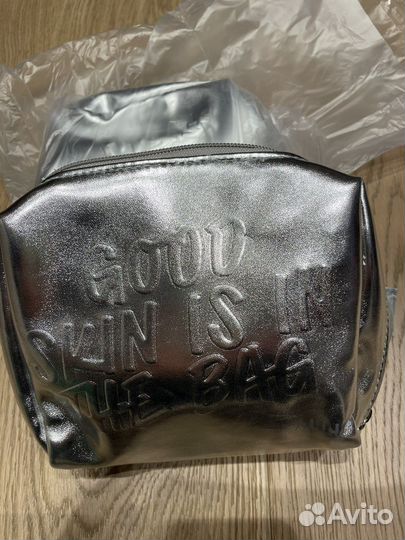 GOOD
SKIN IS IN
THE BAG
Avito